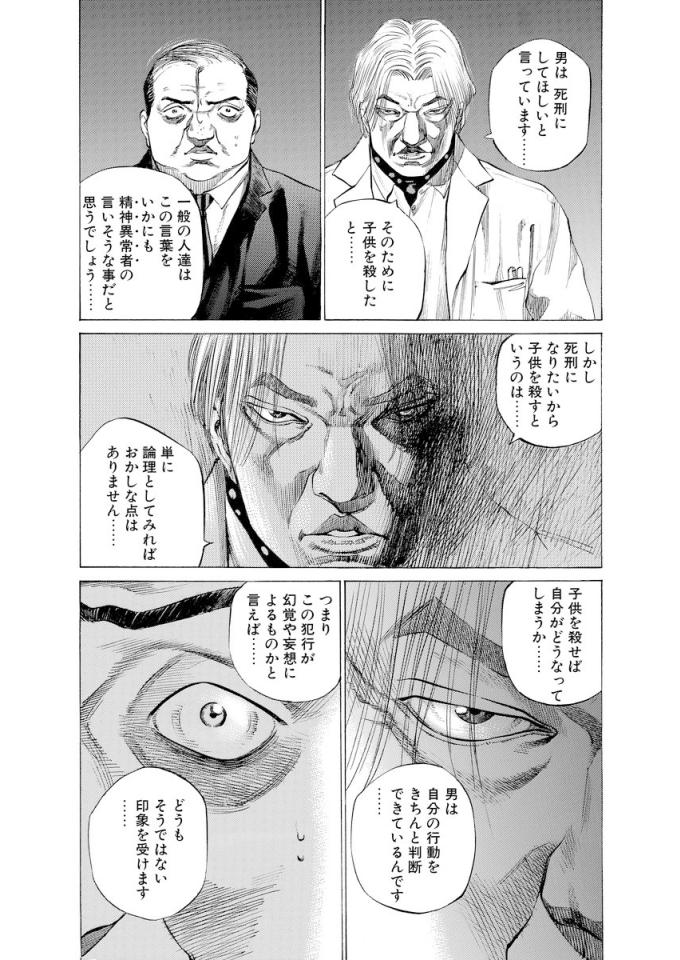 男は 死刑に
してほしいと
言っています……
そのために
子供を殺した
と……
一般の人達は
この言葉を
いかにも
精神異常者の
言いそうな事だと
思うでしょう……
しかし
死刑に
なりたいから
子供を殺すと
いうのは……
単に
論理としてみれば
おかしな点は
ありません……
子供を殺せば
自分がどうなって
しまうか……
男は
自分の行動を
きちんと判断
できているんです
つまり
この犯行が
幻覚や妄想に
よるものかと
言えば……
どうも
そうではない
印象を受けます
……